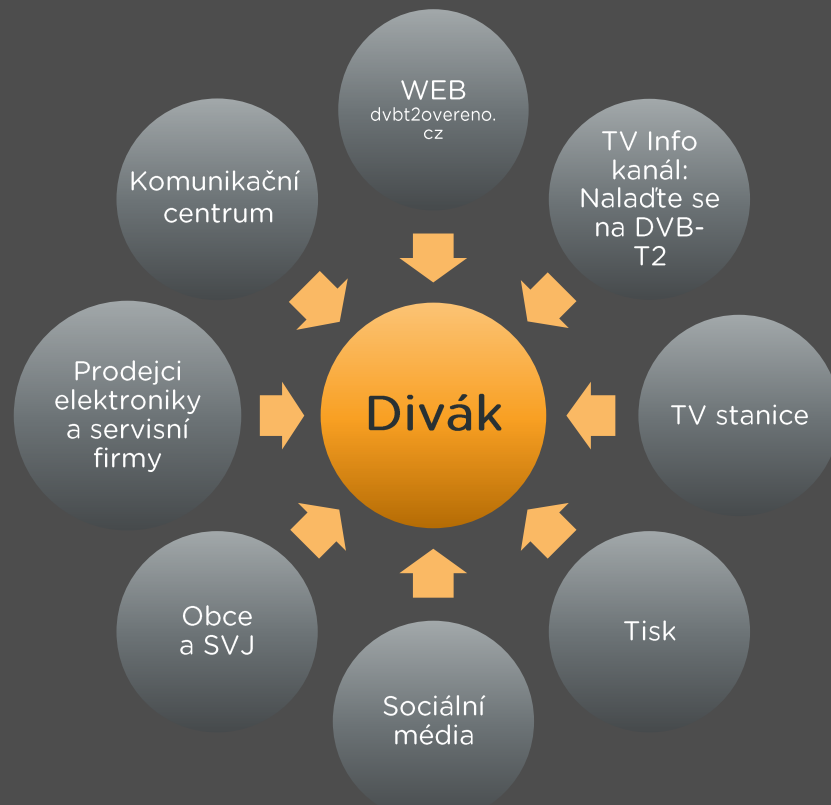 WEB
dvbt2overeno.
cz
TV Info
kanál:
Nalaďte se
na DVB-
T2
TV stanice
Tisk
Sociální
média
Obce
a SVJ
Prodejci
elektroniky
a servisní
firmy
Komunikační
centrum
Divák